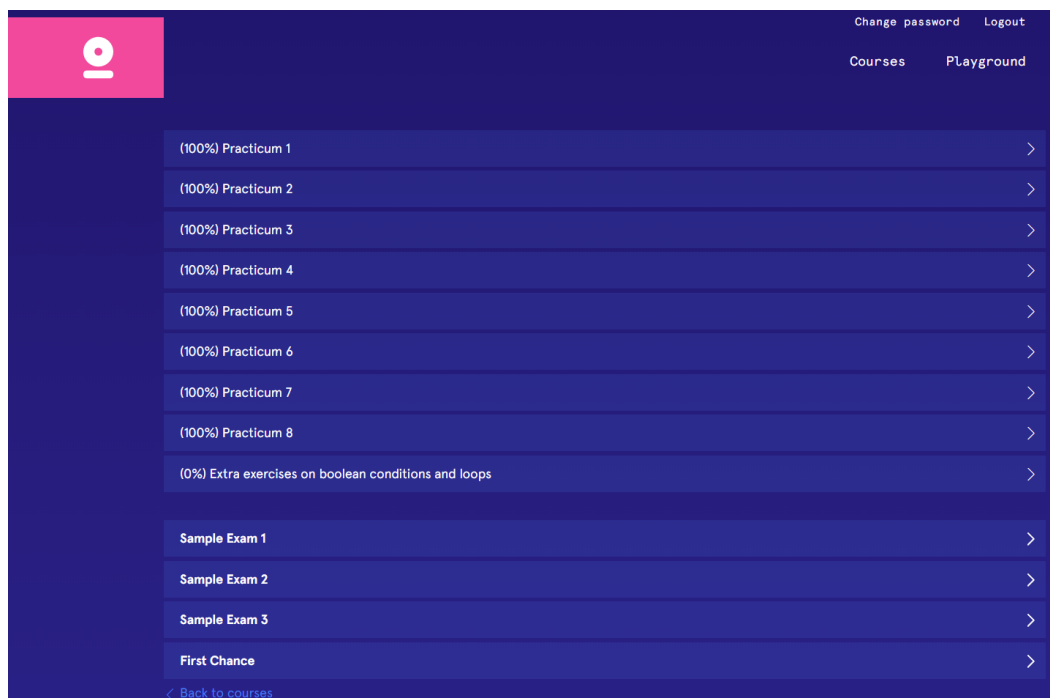 Change password Logout
Courses Playground
(100%) Practicum 1
(100%) Practicum 2
(100%) Practicum 3
(100%) Practicum 4
(100%) Practicum 5
(100%) Practicum 6
(100%) Practicum 7
(100%) Practicum 8
(0%) Extra exercises on boolean conditions and loops
Sample Exam 1
Sample Exam 2
Sample Exam 3
First Chance
Back to courses